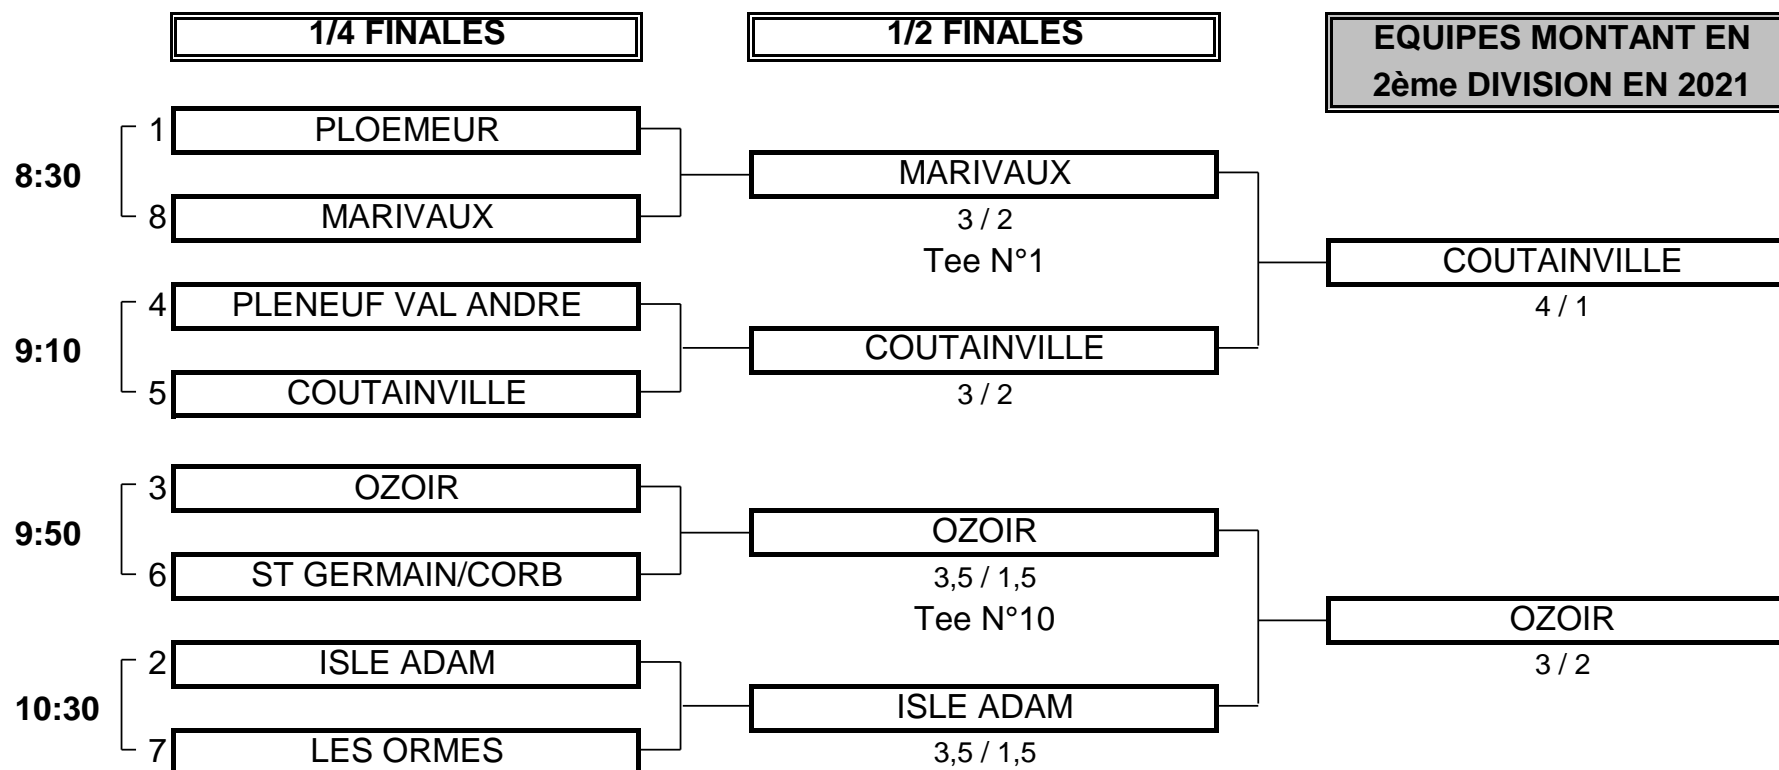 1/4 FINALES
1/2 FINALES
EQUIPES MONTANT EN
2ème DIVISION EN 2021
8:30
1 PLOEMEUR
8 MARIVAUX
MARIVAUX
3 / 2
Tee N°1
9:10
4 PLENEUF VAL ANDRE
5 COUTAINVILLE
COUTAINVILLE
3 / 2
COUTAINVILLE
4 / 1
9:50
3 OZOIR
6 ST GERMAIN/CORB
OZOIR
3,5 / 1,5
Tee N°10
10:30
2 ISLE ADAM
7 LES ORMES
ISLE ADAM
3,5 / 1,5
OZOIR
3 / 2